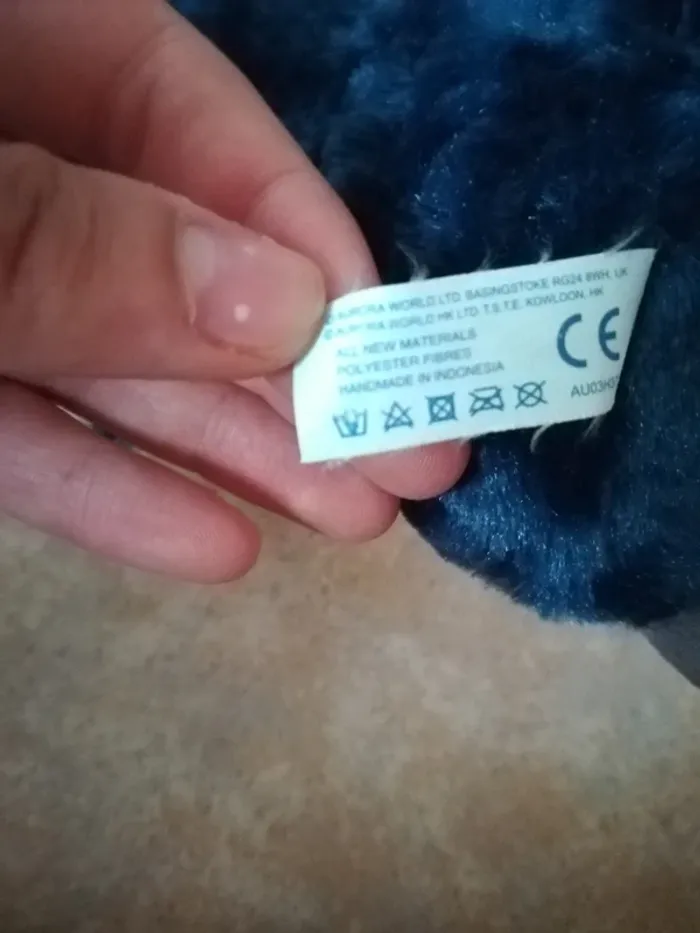 © AURORA WORLD LTD. BASINGSTOKE RG24 8WH, UK
© AURORA WORLD HK LTD. T.S.T.E. KOWLOON, HK
ALL NEW MATERIALS
POLYESTER FIBRES
HANDMADE IN INDONESIA
CE